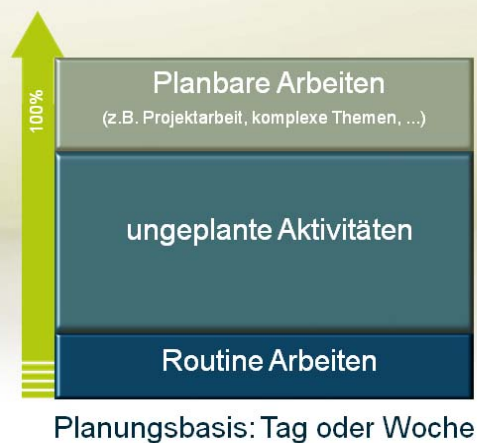 100%
Planbare Arbeiten
(z.B. Projektarbeit, komplexe Themen, ...)
ungeplante Aktivitäten
Routine Arbeiten
Planungsbasis: Tag oder Woche